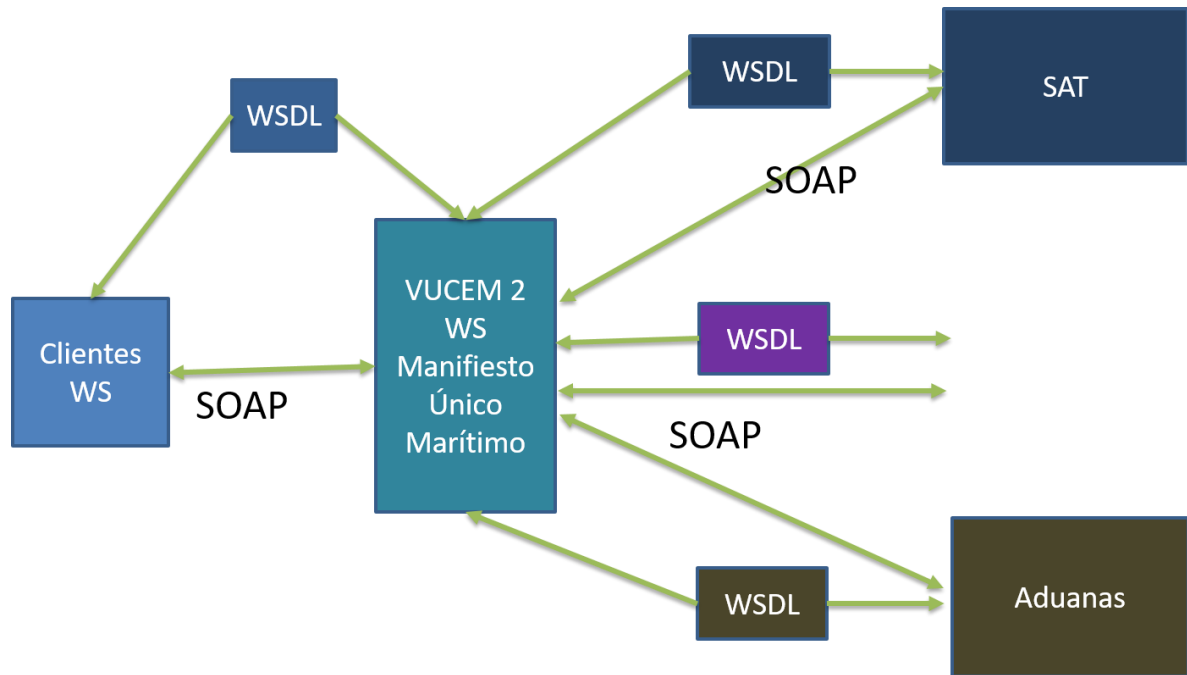 WSDL
SAT
WSDL
SOAP
VUCEM 2
WS
Manifiesto
Único
Marítimo
WSDL
Clientes
WS
SOAP
SOAP
WSDL
Aduanas